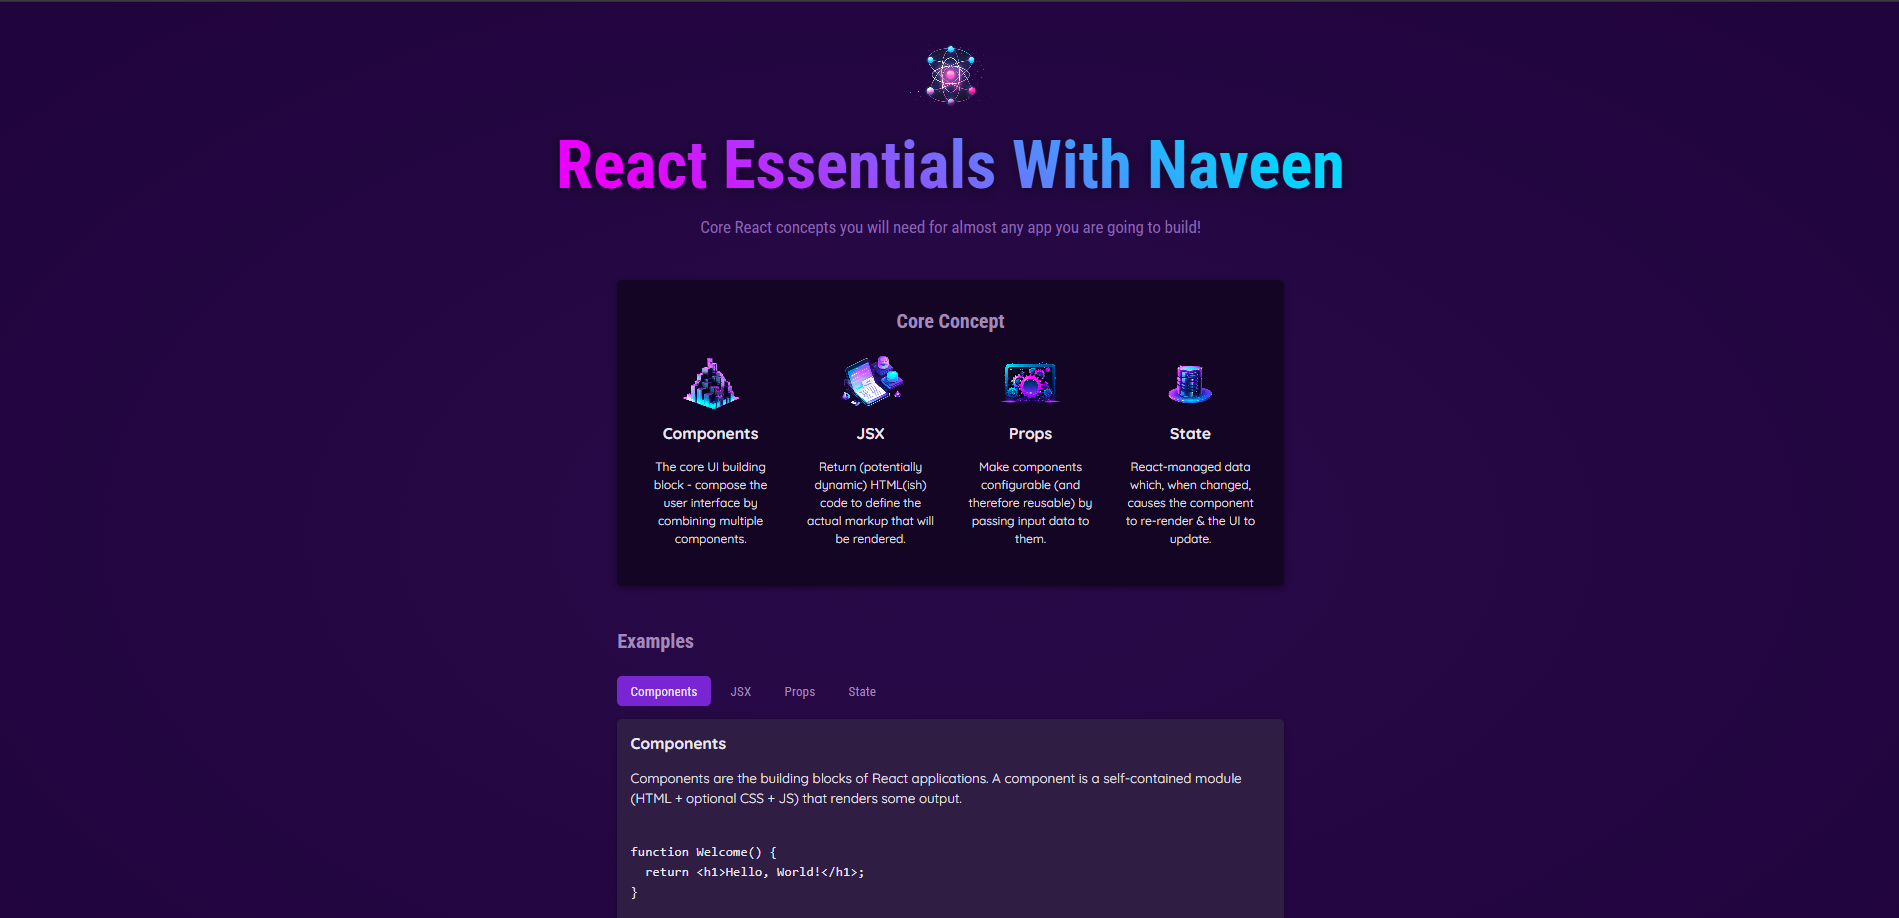 React Essentials With Naveen
Core React concepts you will need for almost any app you are going to build!
Core Concept
Components
The core UI building
block - compose the
user interface by
combining multiple
components.
JSX
Return (potentially
dynamic) HTML(ish)
code to define the
actual markup that will
be rendered.
Props
Make components
configurable (and
therefore reusable) by
passing input data to
them.
State
React-managed data
which, when changed,
causes the component
to re-render & the UI to
update.
Examples
Components JSX Props State
Components
Components are the building blocks of React applications. A component is a self-contained module
(HTML + optional CSS + JS) that renders some output.
function Welcome() {
  return <h1>Hello, World!</h1>;
}